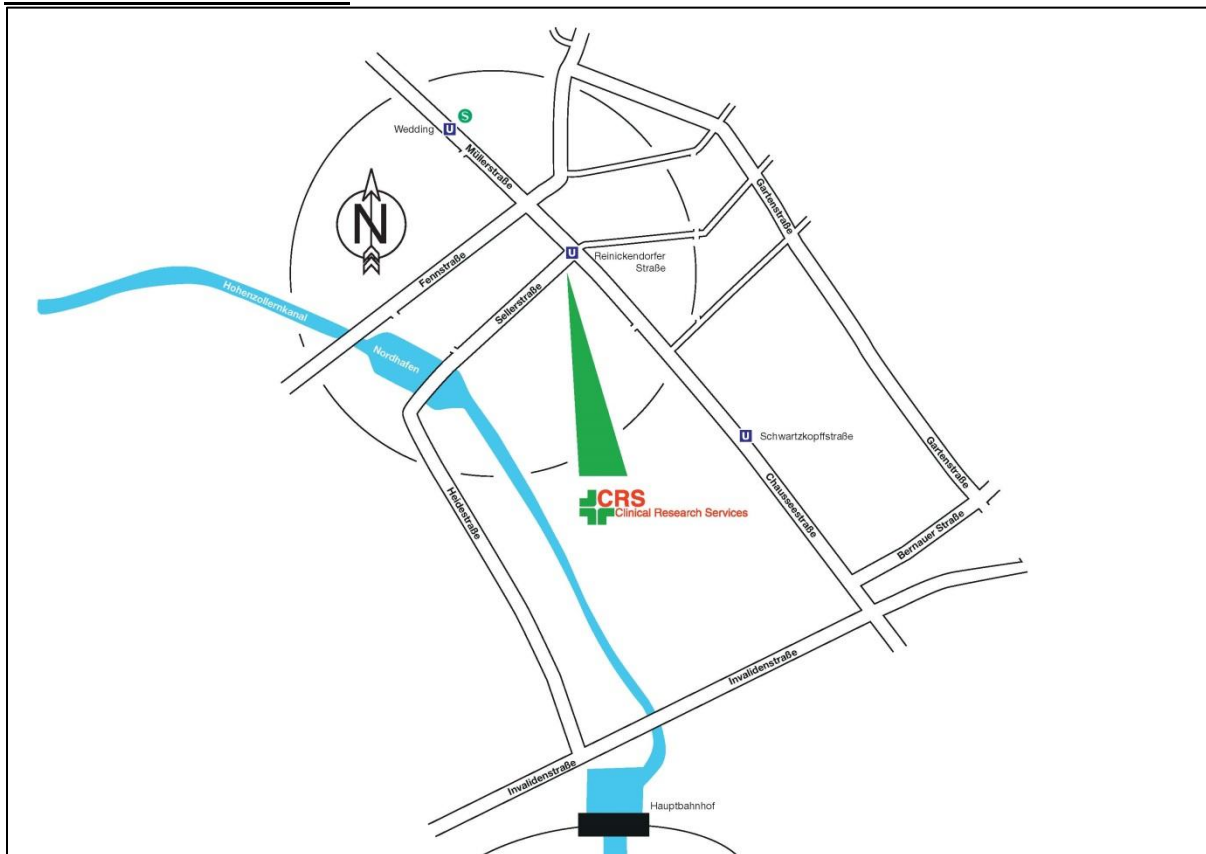 S
Wedding
U
Müllerstraße
N
Gartenstraße
U
Reinickendorfer
Straße
Fennstraße
Sellerstraße
Hohenzollernkanal
Nordhafen
U
Schwartzkopffstraße
Gartenstraße
Chausseestraße
Heidestraße
CRS
Clinical Research Services
Bernauer Straße
Invalidenstraße
Invalidenstraße
Hauptbahnhof